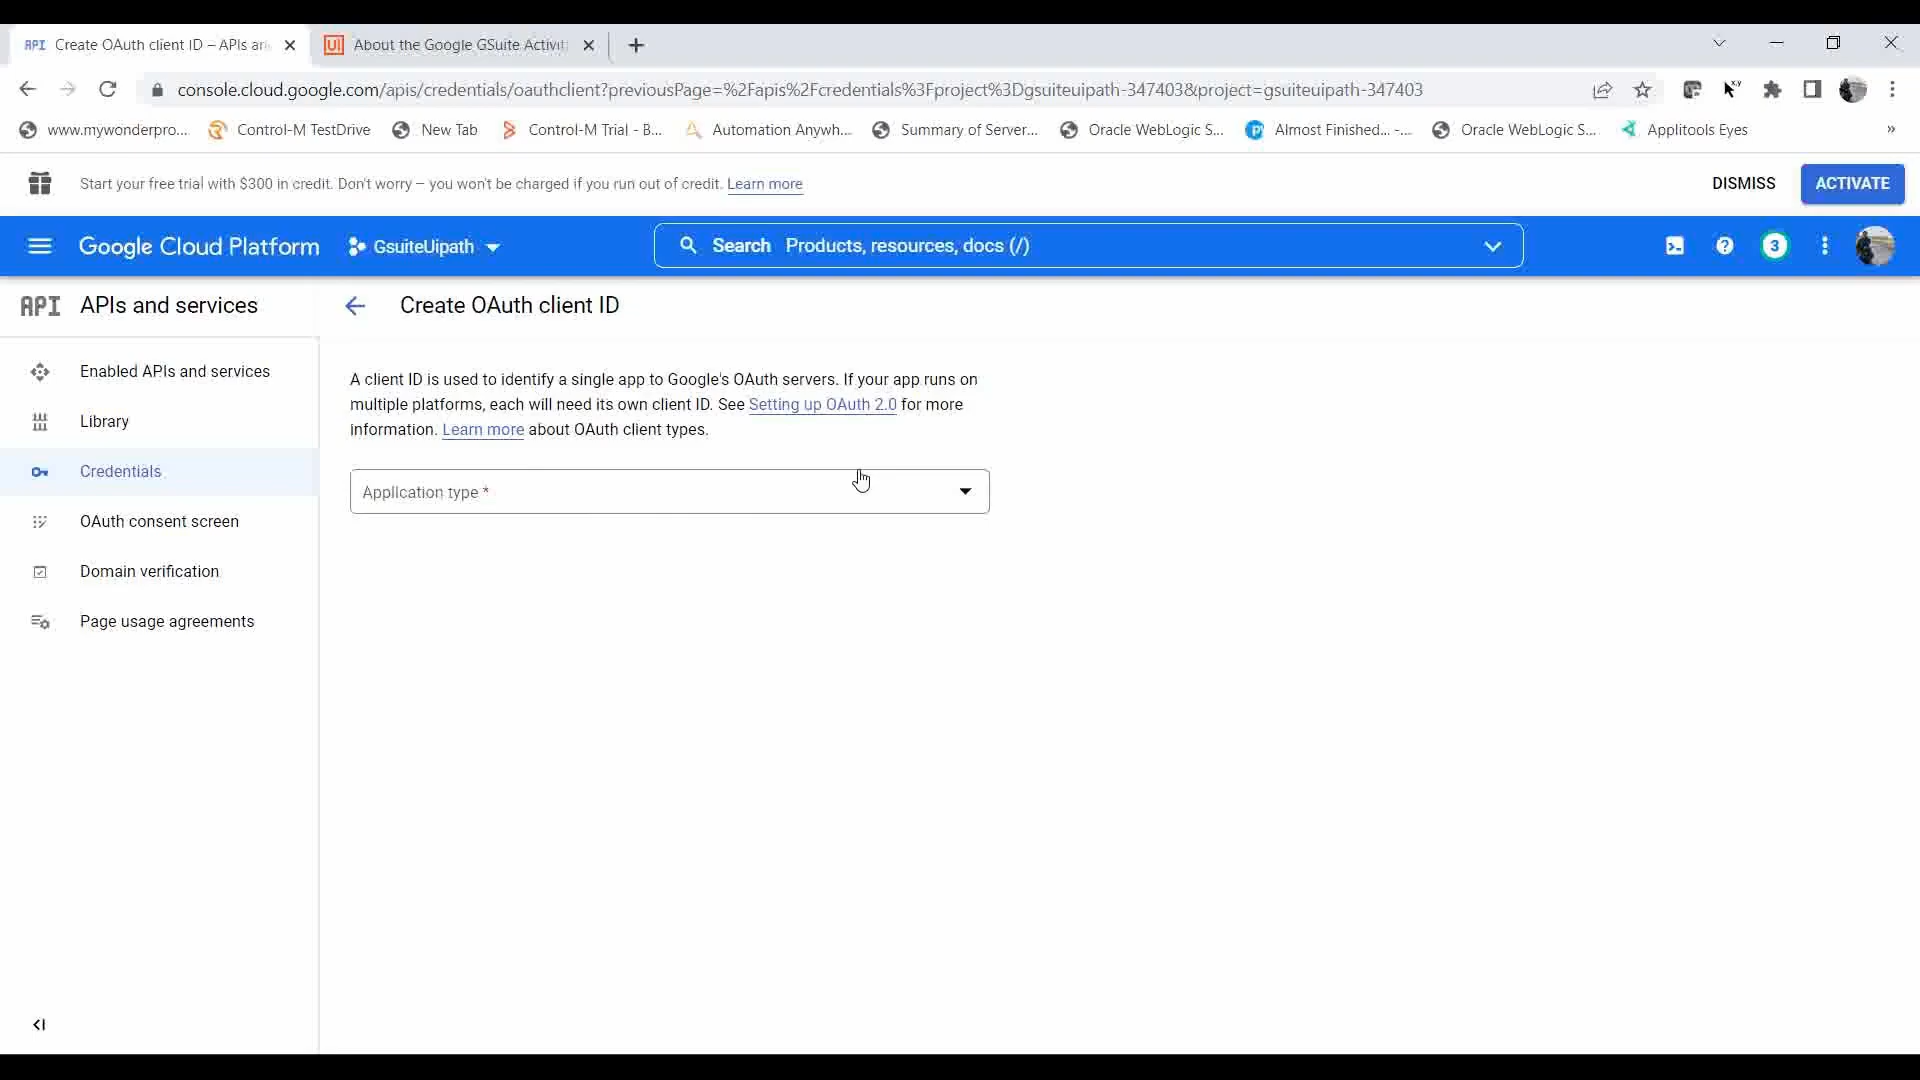 API Create OAuth client ID – APIs an
UI About the Google GSuite Activit
console.cloud.google.com/apis/credentials/oauthclient?previousPage=%2Fapis%2Fcredentials%3Fproject%3Dgsuiteuipath-347403&project=gsuiteuipath-347403
www.mywonderpro...
Control-M TestDrive
New Tab
Control-M Trial - B...
Automation Anywh...
Summary of Server...
Oracle WebLogic S...
Almost Finished... -...
Oracle WebLogic S...
Applitools Eyes
»
Start your free trial with $300 in credit. Don't worry – you won't be charged if you run out of credit. Learn more
DISMISS
ACTIVATE
Google Cloud Platform
GsuiteUipath
Search Products, resources, docs (/)
3
API APIs and services
Create OAuth client ID
Enabled APIs and services
Library
Credentials
OAuth consent screen
Domain verification
Page usage agreements
A client ID is used to identify a single app to Google's OAuth servers. If your app runs on
multiple platforms, each will need its own client ID. See Setting up OAuth 2.0 for more
information. Learn more about OAuth client types.
Application type *